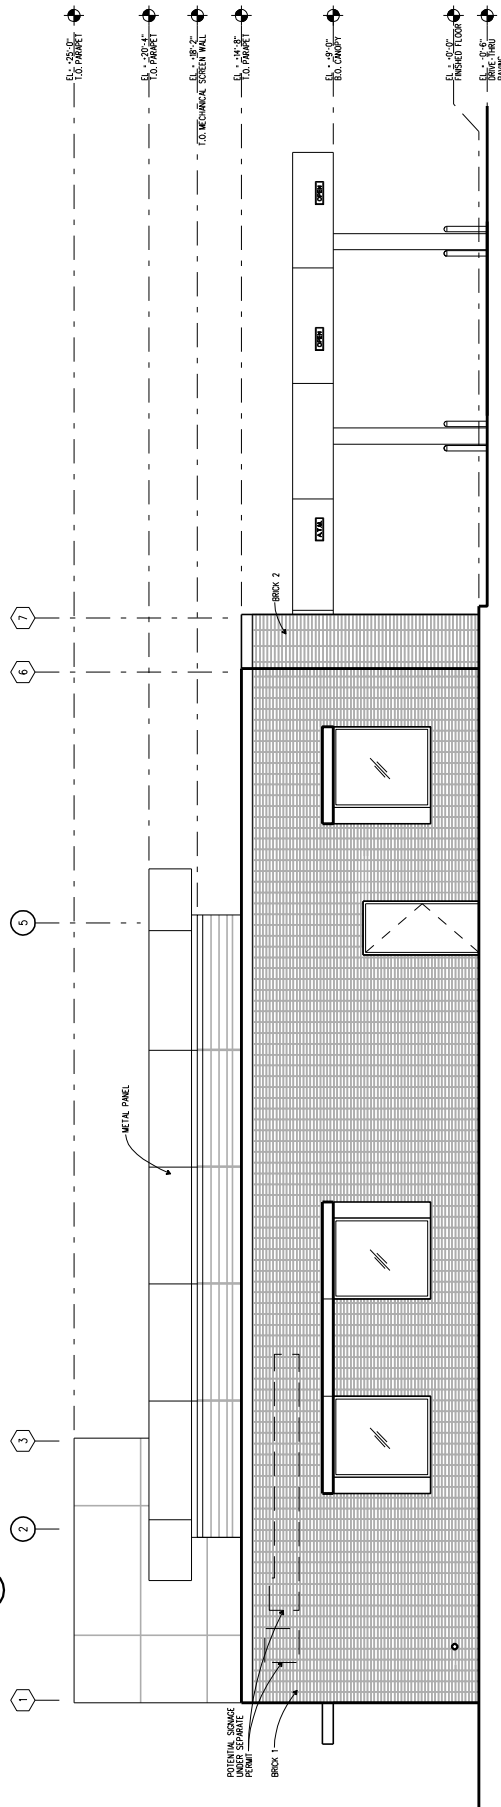 EL = +25'-0"
T.O. PARAPET
EL = +20'-4"
T.O. PARAPET
EL = +18'-2"
T.O. MECHANICAL SCREEN WALL
EL = +14'-8"
T.O. PARAPET
EL = +9'-0"
B.O. CANOPY
EL = +0'-0"
FINISHED FLOOR
EL = -0'-6"
DRIVE-THRU
PAVING
OPEN
OPEN
A.T.M.
7
6
5
3
2
1
BRICK 2
METAL PANEL
POTENTIAL SIGNAGE
UNDER SEPARATE
PERMIT
BRICK 1